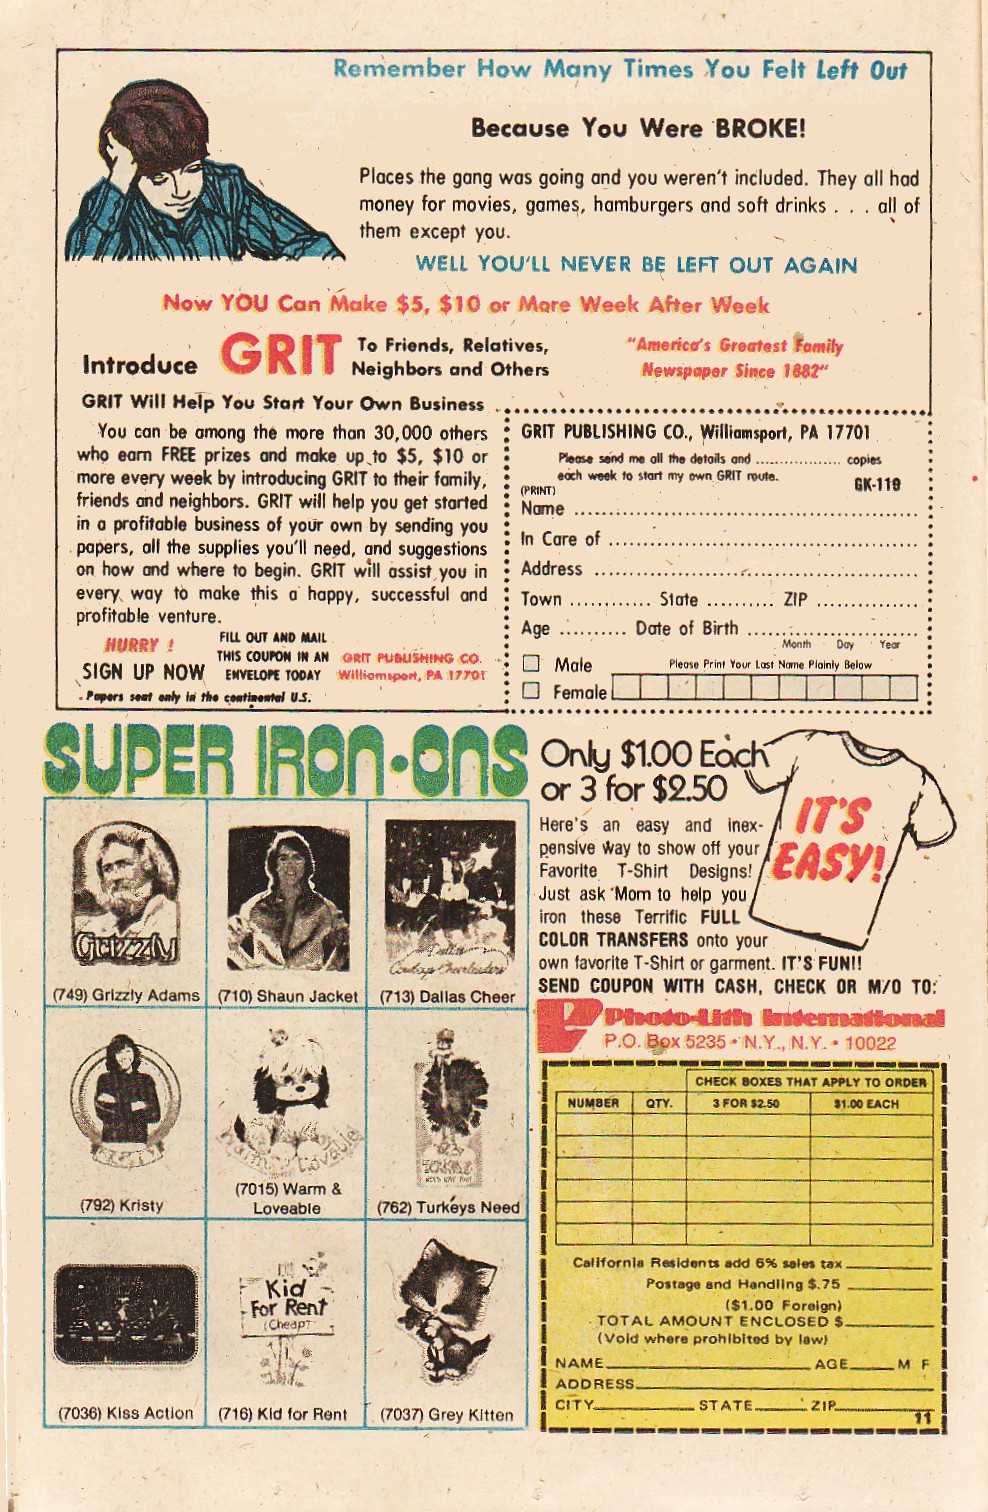 Remember How Many Times You Felt Left Out
Because You Were BROKE!
Places the gang was going and you weren't included. They all had
money for movies, games, hamburgers and soft drinks . . . all of
them except you.
WELL YOU'LL NEVER BE LEFT OUT AGAIN
Now YOU Can Make $5, $10 or More Week After Week
Introduce GRIT To Friends, Relatives,
Neighbors and Others
"America's Greatest Family
Newspaper Since 1882"
GRIT Will Help You Start Your Own Business
You can be among the more than 30,000 others
who earn FREE prizes and make up to $5, $10 or
more every week by introducing GRIT to their family,
friends and neighbors. GRIT will help you get started
in a profitable business of your own by sending you
papers, all the supplies you'll need, and suggestions
on how and where to begin. GRIT will assist you in
every way to make this a happy, successful and
profitable venture.
HURRY !
SIGN UP NOW
FILL OUT AND MAIL
THIS COUPON IN AN
ENVELOPE TODAY
GRIT PUBLISHING CO.
Williamsport, PA 17701
Papers sent only in the continental U.S.
GRIT PUBLISHING CO., Williamsport, PA 17701
Please send me all the details and ................. copies
each week to start my own GRIT route.
GK-119
(PRINT)
Name
In Care of
Address
Town ............ State .......... ZIP
Age .......... Date of Birth
Month Day Year
Male
Please Print Your Last Name Plainly Below
Female
SUPER IRON-ONS
Grizzly
(749) Grizzly Adams
(710) Shaun Jacket
Dallas
Cowboys Cheerleaders
(713) Dallas Cheer
KRISTY
(792) Kristy
Warm & Lovable
(7015) Warm &
Loveable
(762) Turkeys Need
(7036) Kiss Action
Kid
For Rent
(Cheap)
(716) Kid for Rent
(7037) Grey Kitten
Only $1.00 Each
or 3 for $2.50
IT'S
EASY!
Here's an easy and inex-
pensive way to show off your
Favorite T-Shirt Designs!
Just ask Mom to help you
iron these Terrific FULL
COLOR TRANSFERS onto your
own favorite T-Shirt or garment. IT'S FUN!!
SEND COUPON WITH CASH, CHECK OR M/O TO:
Photo-Lith International
P.O. Box 5235 • N.Y., N.Y. • 10022
CHECK BOXES THAT APPLY TO ORDER
NUMBER QTY. 3 FOR $2.50 $1.00 EACH
California Residents add 6% sales tax
Postage and Handling $.75
($1.00 Foreign)
TOTAL AMOUNT ENCLOSED $
(Void where prohibited by law)
NAME AGE M F
ADDRESS
CITY STATE ZIP
11